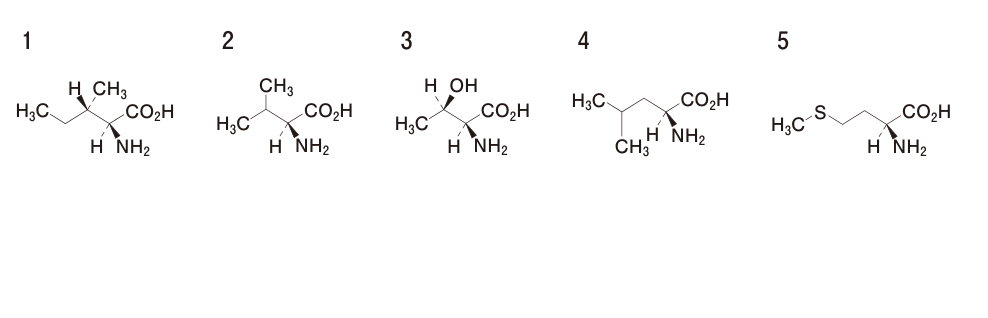 1 2 3 4 5
H CH₃ H₃C CO₂H H NH₂
CH₃ H₃C CO₂H H NH₂
H OH H₃C CO₂H H NH₂
H₃C CO₂H CH₃ H NH₂
S H₃C CO₂H H NH₂